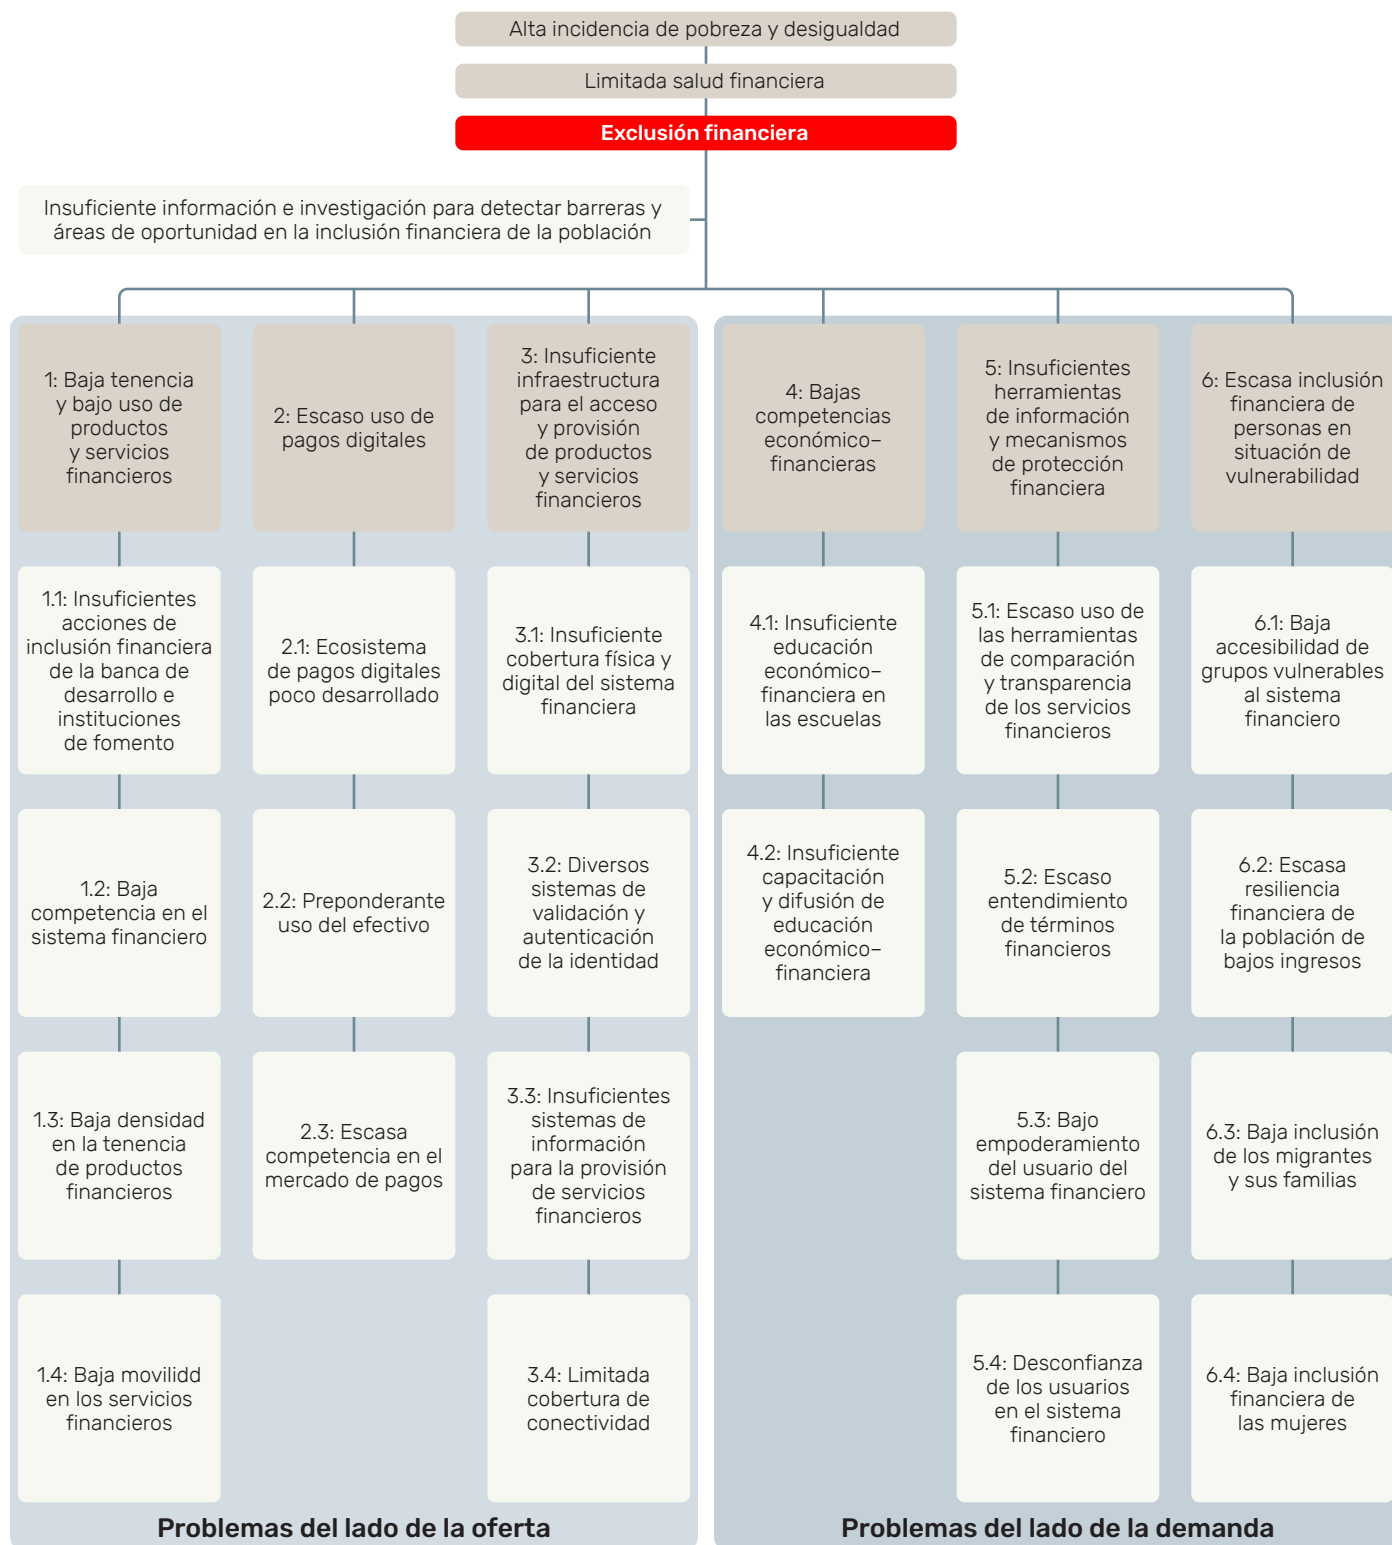 Alta incidencia de pobreza y desigualdad
Limitada salud financiera
Exclusión financiera
Insuficiente información e investigación para detectar barreras y
áreas de oportunidad en la inclusión financiera de la población
1: Baja tenencia
y bajo uso de
productos
y servicios
financieros
2: Escaso uso de
pagos digitales
3: Insuficiente
infraestructura
para el acceso
y provisión
de productos
y servicios
financieros
4: Bajas
competencias
económico–
financieras
5: Insuficientes
herramientas
de información
y mecanismos
de protección
financiera
6: Escasa inclusión
financiera de
personas en
situación de
vulnerabilidad
1.1: Insuficientes
acciones de
inclusión financiera
de la banca de
desarrollo e
instituciones
de fomento
2.1: Ecosistema
de pagos digitales
poco desarrollado
3.1: Insuficiente
cobertura física y
digital del sistema
financiera
4.1: Insuficiente
educación
económico–
financiera en
las escuelas
5.1: Escaso uso de
las herramientas
de comparación
y transparencia
de los servicios
financieros
6.1: Baja
accesibilidad de
grupos vulnerables
al sistema
financiero
1.2: Baja
competencia en el
sistema financiero
2.2: Preponderante
uso del efectivo
3.2: Diversos
sistemas de
validación y
autenticación
de la identidad
4.2: Insuficiente
capacitación
y difusión de
educación
económico–
financiera
5.2: Escaso
entendimiento
de términos
financieros
6.2: Escasa
resiliencia
financiera de
la población de
bajos ingresos
1.3: Baja densidad
en la tenencia
de productos
financieros
2.3: Escasa
competencia en el
mercado de pagos
3.3: Insuficientes
sistemas de
información
para la provisión
de servicios
financieros
5.3: Bajo
empoderamiento
del usuario del
sistema financiero
6.3: Baja inclusión
de los migrantes
y sus familias
1.4: Baja movilidd
en los servicios
financieros
3.4: Limitada
cobertura de
conectividad
5.4: Desconfianza
de los usuarios
en el sistema
financiero
6.4: Baja inclusión
financiera de
las mujeres
Problemas del lado de la oferta
Problemas del lado de la demanda